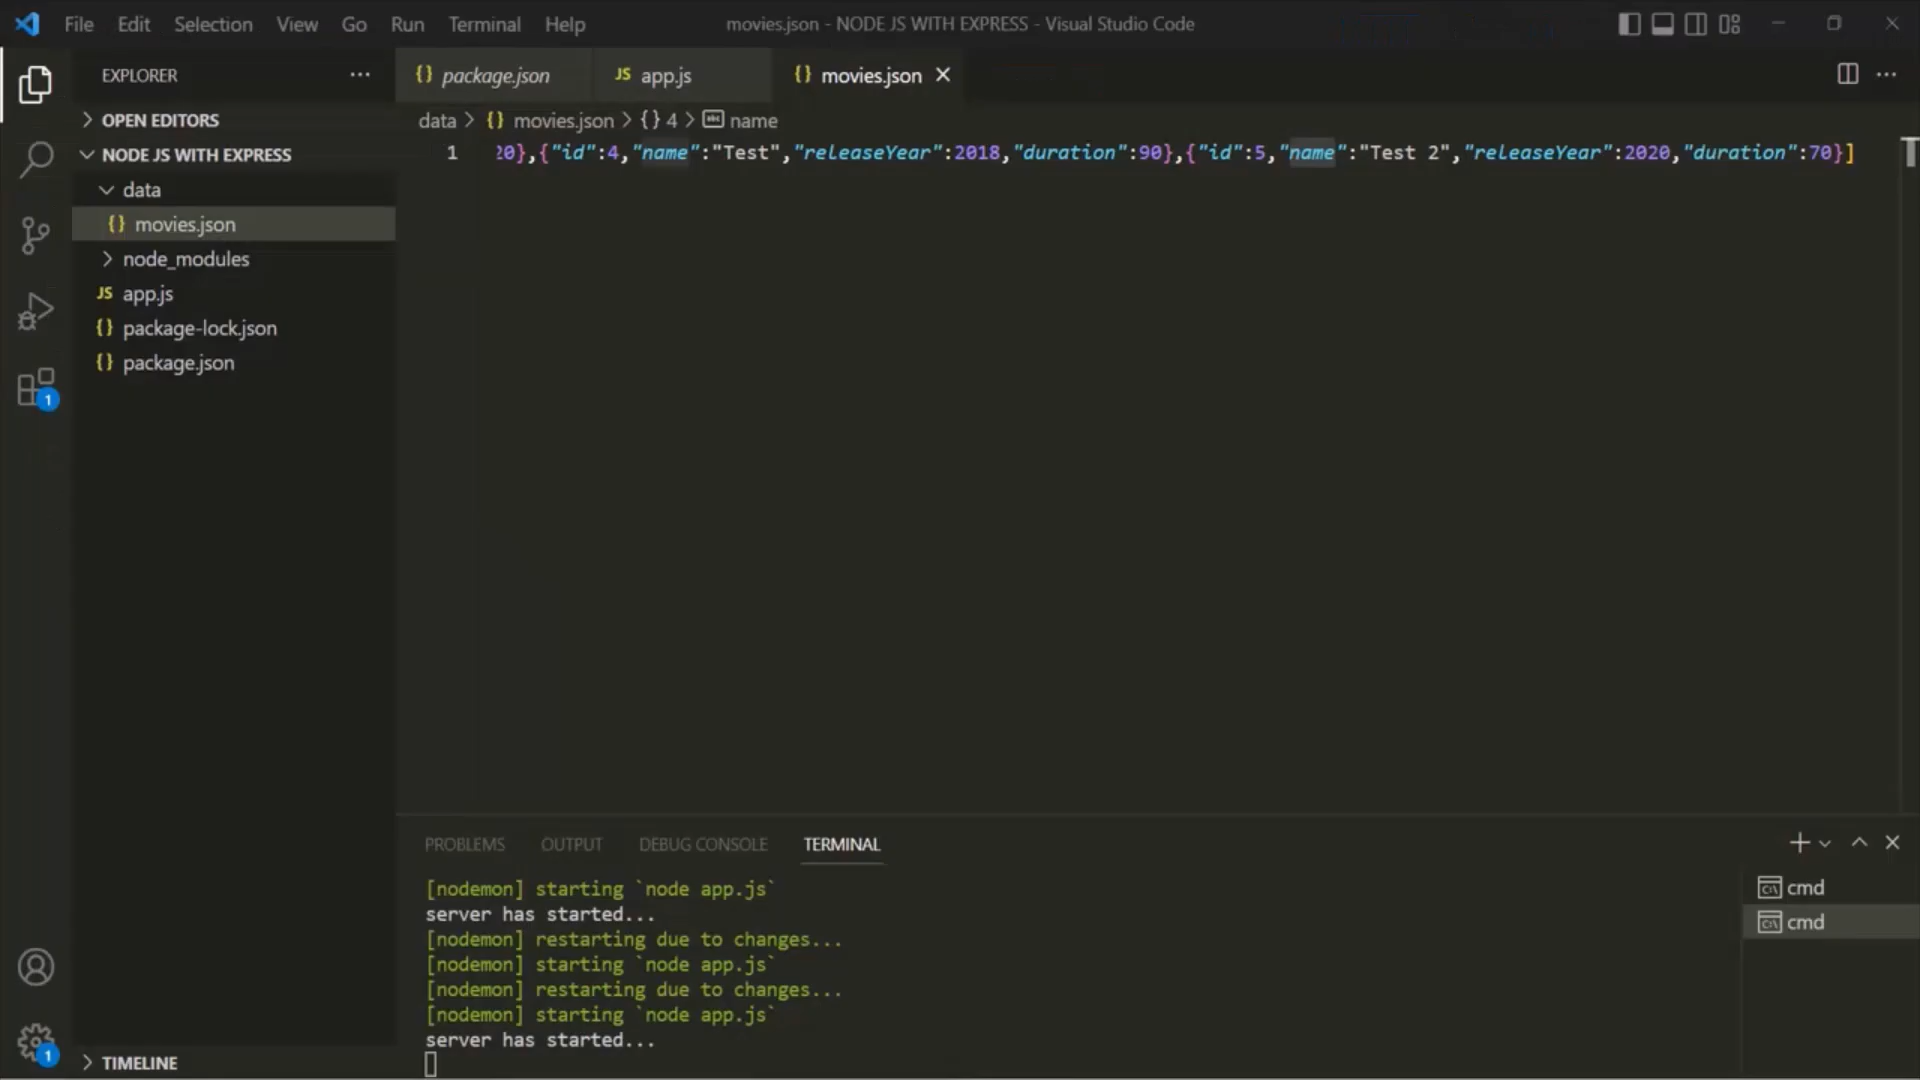 File Edit Selection View Go Run Terminal Help
movies.json - NODE JS WITH EXPRESS - Visual Studio Code
EXPLORER
OPEN EDITORS
NODE JS WITH EXPRESS
data
movies.json
node_modules
app.js
package-lock.json
package.json
TIMELINE
1
1
package.json
JS app.js
{} movies.json
data > {} movies.json > {} 4 > name
1 20},{"id":4,"name":"Test","releaseYear":2018,"duration":90},{"id":5,"name":"Test 2","releaseYear":2020,"duration":70}]
PROBLEMS OUTPUT DEBUG CONSOLE TERMINAL
[nodemon] starting `node app.js`
server has started...
[nodemon] restarting due to changes...
[nodemon] starting `node app.js`
[nodemon] restarting due to changes...
[nodemon] starting `node app.js`
server has started...
cmd
cmd